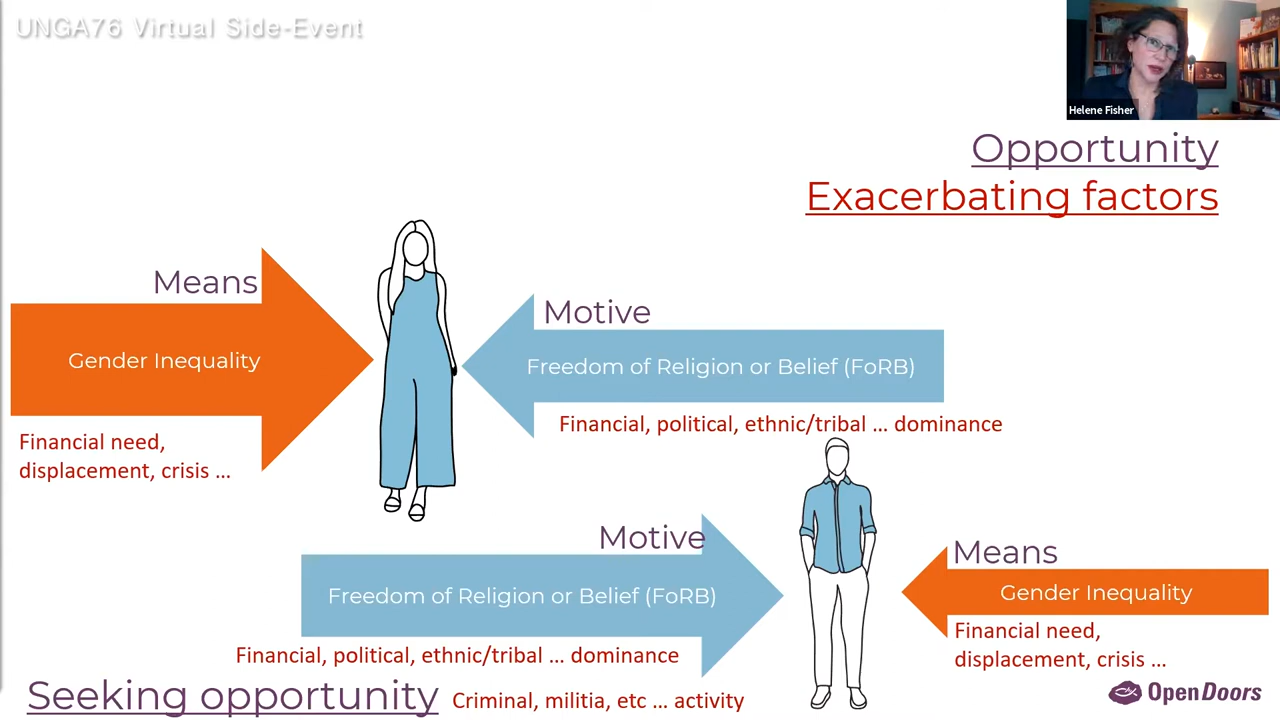 UNGA76 Virtual Side-Event
Helene Fisher
Opportunity
Exacerbating factors
Means
Gender Inequality
Financial need,
displacement, crisis ...
Motive
Freedom of Religion or Belief (FoRB)
Financial, political, ethnic/tribal ... dominance
Motive
Freedom of Religion or Belief (FoRB)
Financial, political, ethnic/tribal ... dominance
Means
Gender Inequality
Financial need,
displacement, crisis ...
Seeking opportunity
Criminal, militia, etc ... activity
OpenDoors